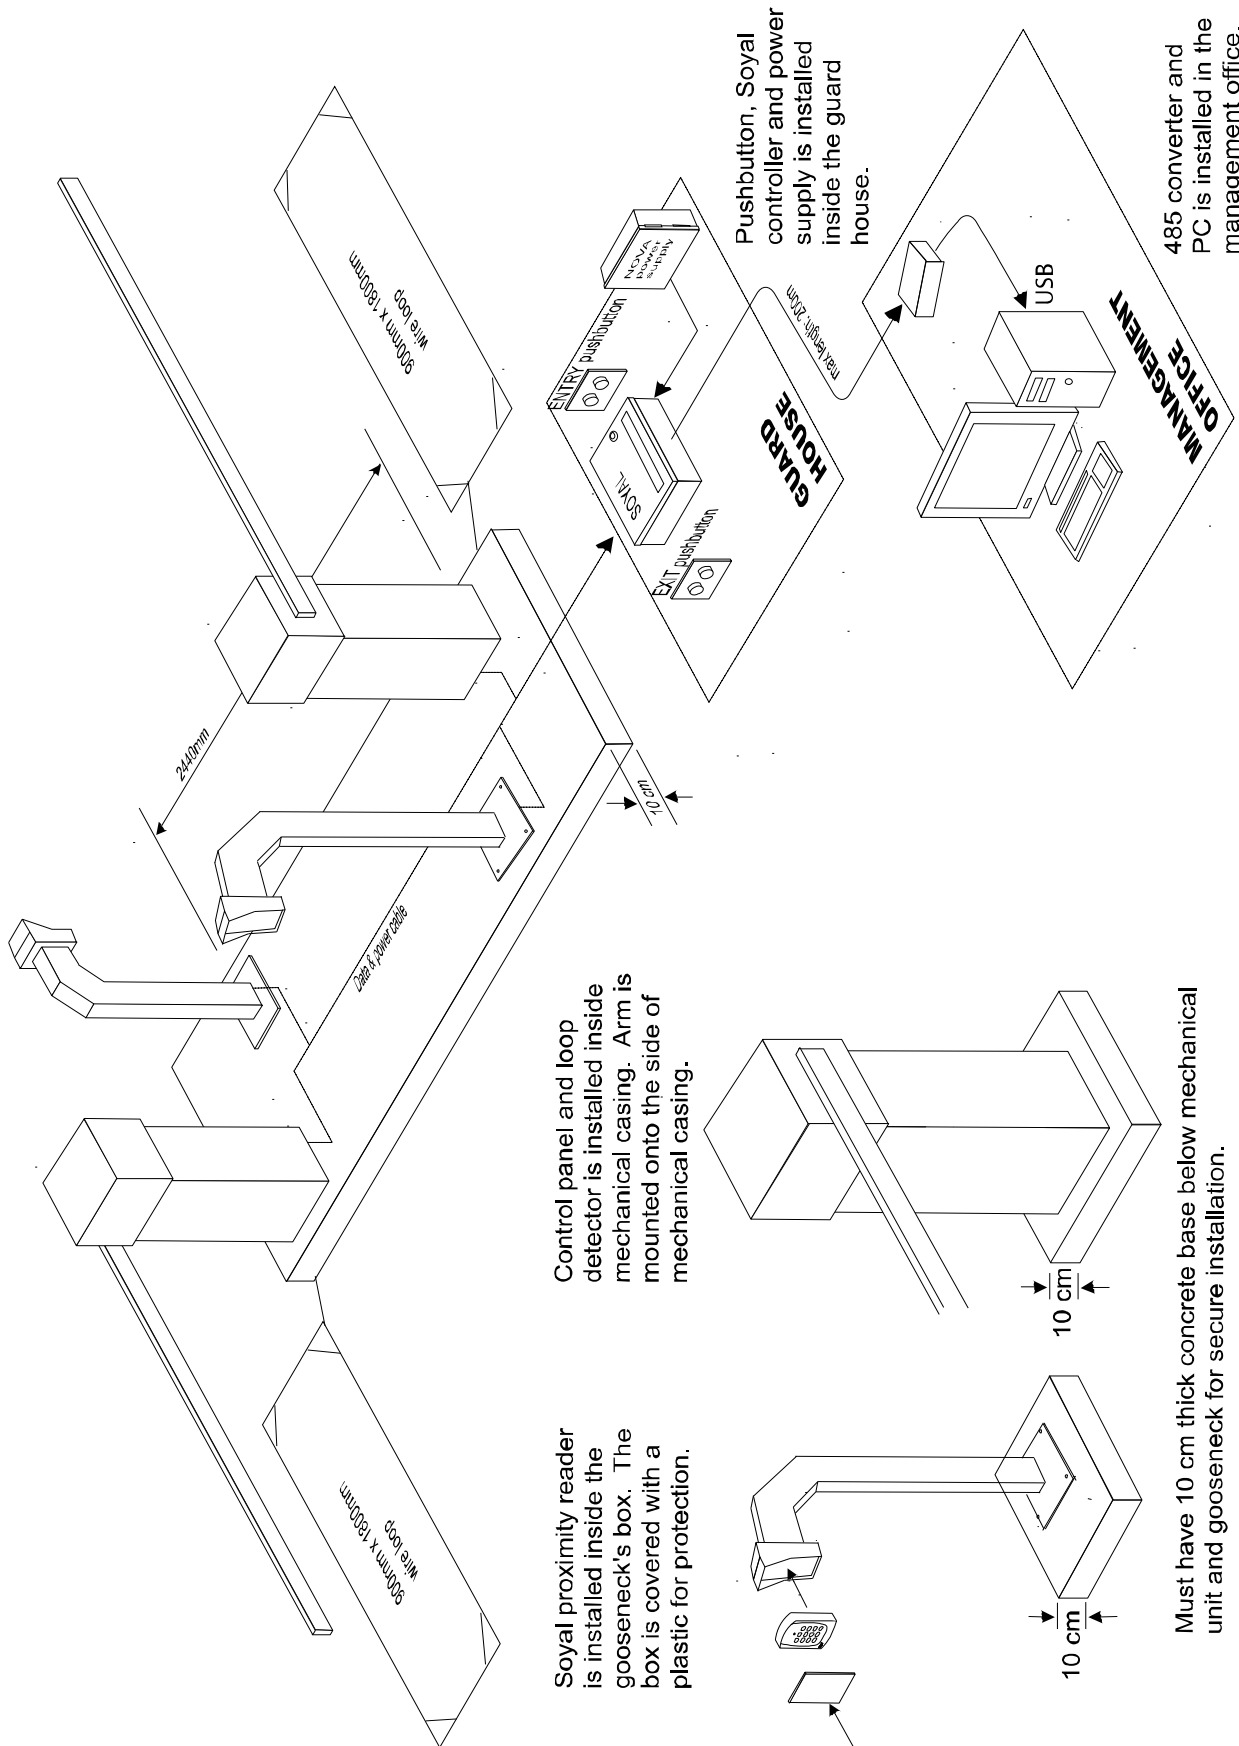 900mm x 1800mm
wire loop
2440mm
Data & power cable
900mm x 1800mm
wire loop
10 cm
Soyal proximity reader
is installed inside the
gooseneck's box. The
box is covered with a
plastic for protection.
Control panel and loop
detector is installed inside
mechanical casing. Arm is
mounted onto the side of
mechanical casing.
EXIT pushbutton
SOYAL
ENTRY pushbutton
NOVA
power
supply
GUARD
HOUSE
Pushbutton, Soyal
controller and power
supply is installed
inside the guard
house.
max length: 200m
USB
MANAGEMENT
OFFICE
485 converter and
PC is installed in the
management office.
10 cm
10 cm
Must have 10 cm thick concrete base below mechanical
unit and gooseneck for secure installation.